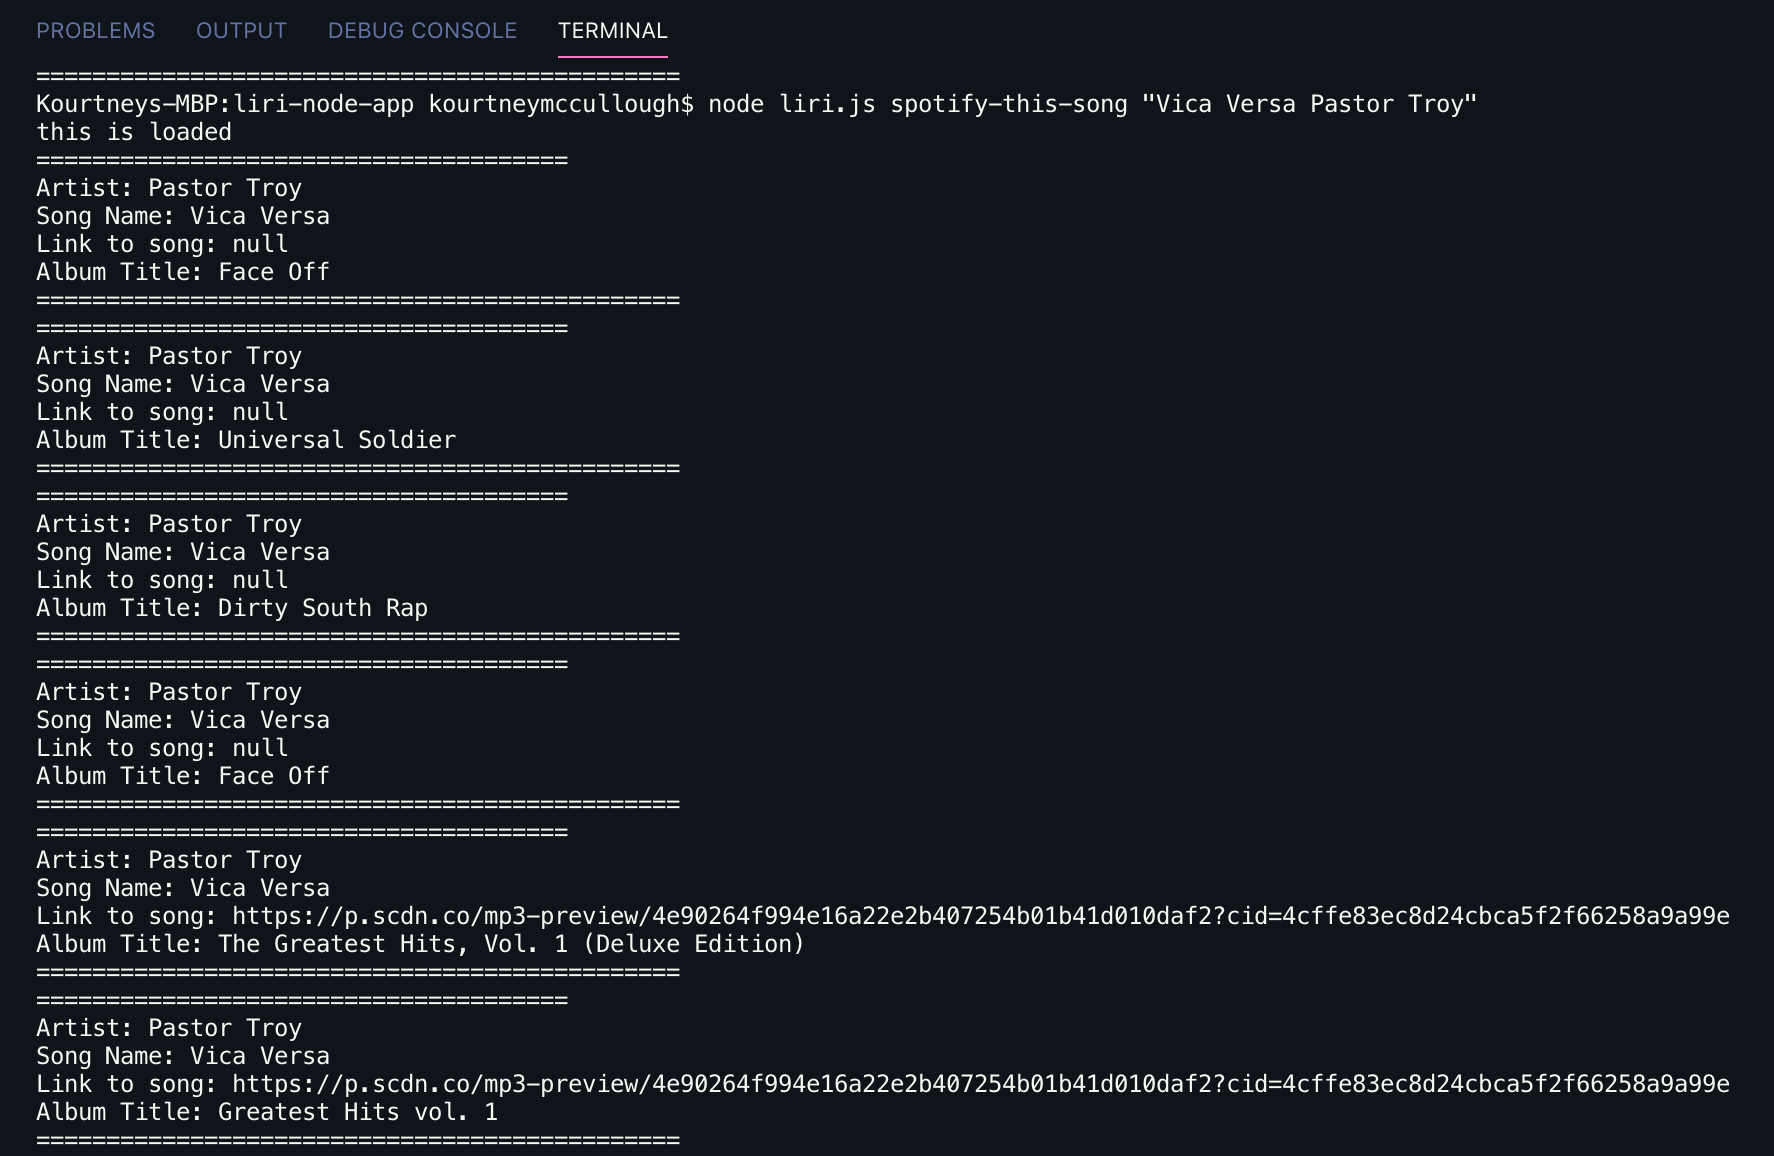 PROBLEMS OUTPUT DEBUG CONSOLE TERMINAL
==============================================
Kourtneys-MBP:liri-node-app kourtneymccullough$ node liri.js spotify-this-song "Vica Versa Pastor Troy"
this is loaded
======================================
Artist: Pastor Troy
Song Name: Vica Versa
Link to song: null
Album Title: Face Off
==============================================
======================================
Artist: Pastor Troy
Song Name: Vica Versa
Link to song: null
Album Title: Universal Soldier
==============================================
======================================
Artist: Pastor Troy
Song Name: Vica Versa
Link to song: null
Album Title: Dirty South Rap
==============================================
======================================
Artist: Pastor Troy
Song Name: Vica Versa
Link to song: null
Album Title: Face Off
==============================================
======================================
Artist: Pastor Troy
Song Name: Vica Versa
Link to song: https://p.scdn.co/mp3-preview/4e90264f994e16a22e2b407254b01b41d010daf2?cid=4cffe83ec8d24cbca5f2f66258a9a99e
Album Title: The Greatest Hits, Vol. 1 (Deluxe Edition)
==============================================
======================================
Artist: Pastor Troy
Song Name: Vica Versa
Link to song: https://p.scdn.co/mp3-preview/4e90264f994e16a22e2b407254b01b41d010daf2?cid=4cffe83ec8d24cbca5f2f66258a9a99e
Album Title: Greatest Hits vol. 1
==============================================